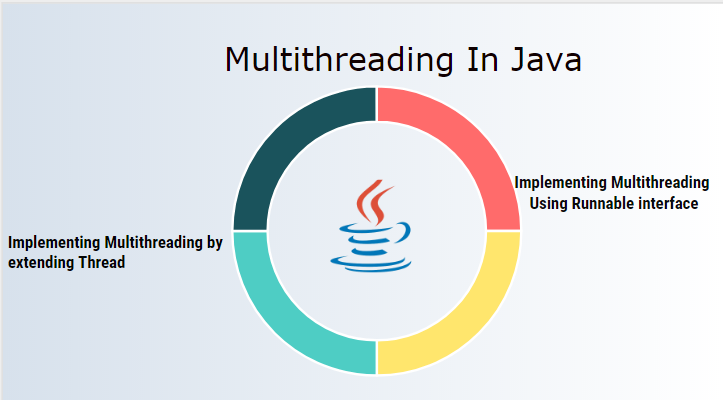 Multithreading In Java
Implementing Multithreading
Using Runnable interface
Implementing Multithreading by
extending Thread